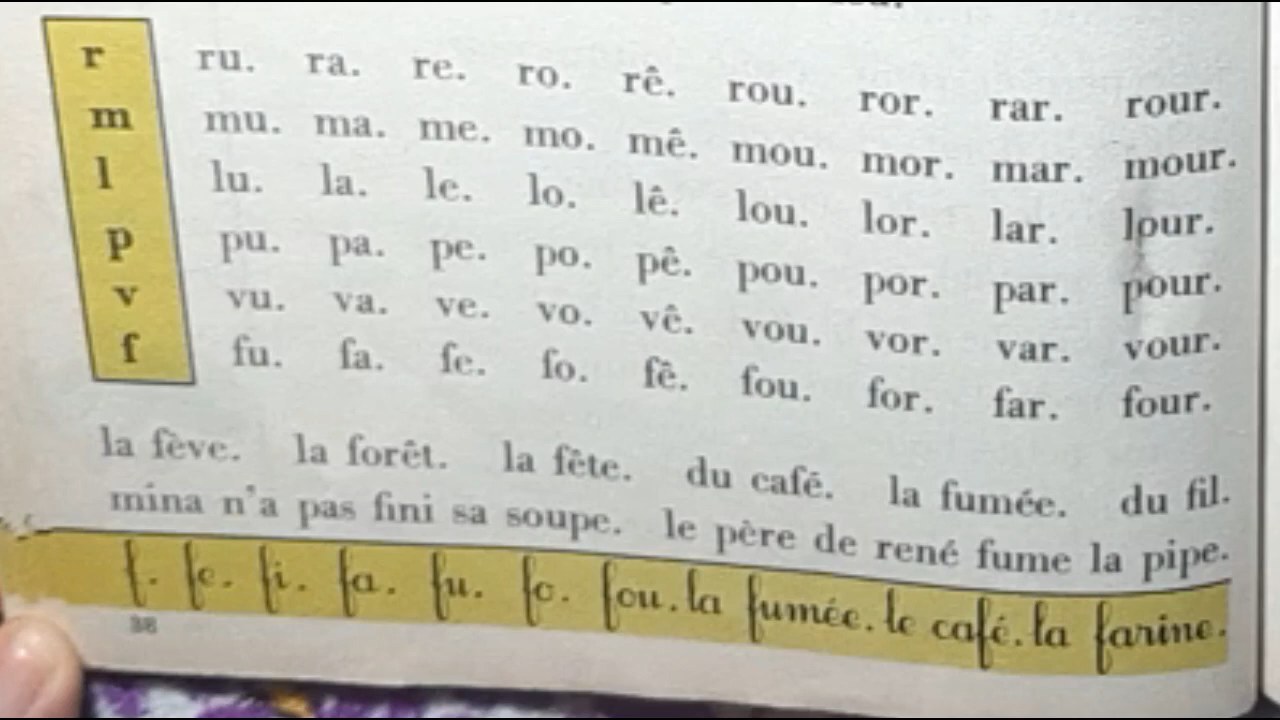 r ru. ra. re. ro. rê. rou. ror. rar. rour.
m mu. ma. me. mo. mê. mou. mor. mar. mour.
l lu. la. le. lo. lê. lou. lor. lar. lour.
p pu. pa. pe. po. pê. pou. por. par. pour.
v vu. va. ve. vo. vê. vou. vor. var. vour.
f fu. fa. fe. fo. fê. fou. for. far. four.
la fève. la forêt. la fête. du café. la fumée. du fil.
mina n'a pas fini sa soupe. le père de rené fume la pipe.
f. fe. fi. fa. fu. fo. fou. la fumée. le café. la farine.
38